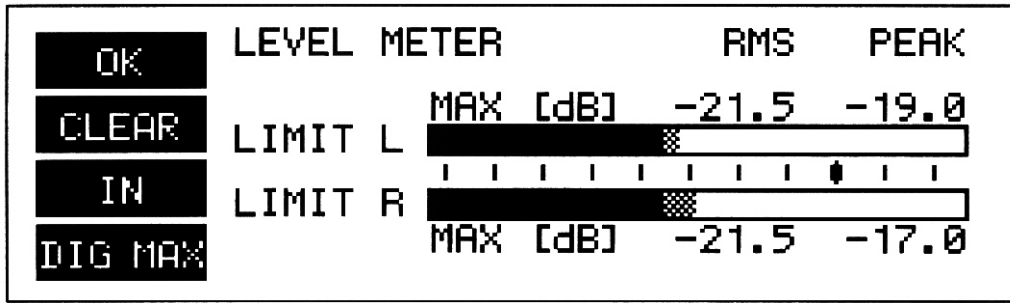 OK
CLEAR
IN
DIG MAX
LEVEL METER RMS PEAK
MAX [dB] -21.5 -19.0
LIMIT L
LIMIT R
MAX [dB] -21.5 -17.0